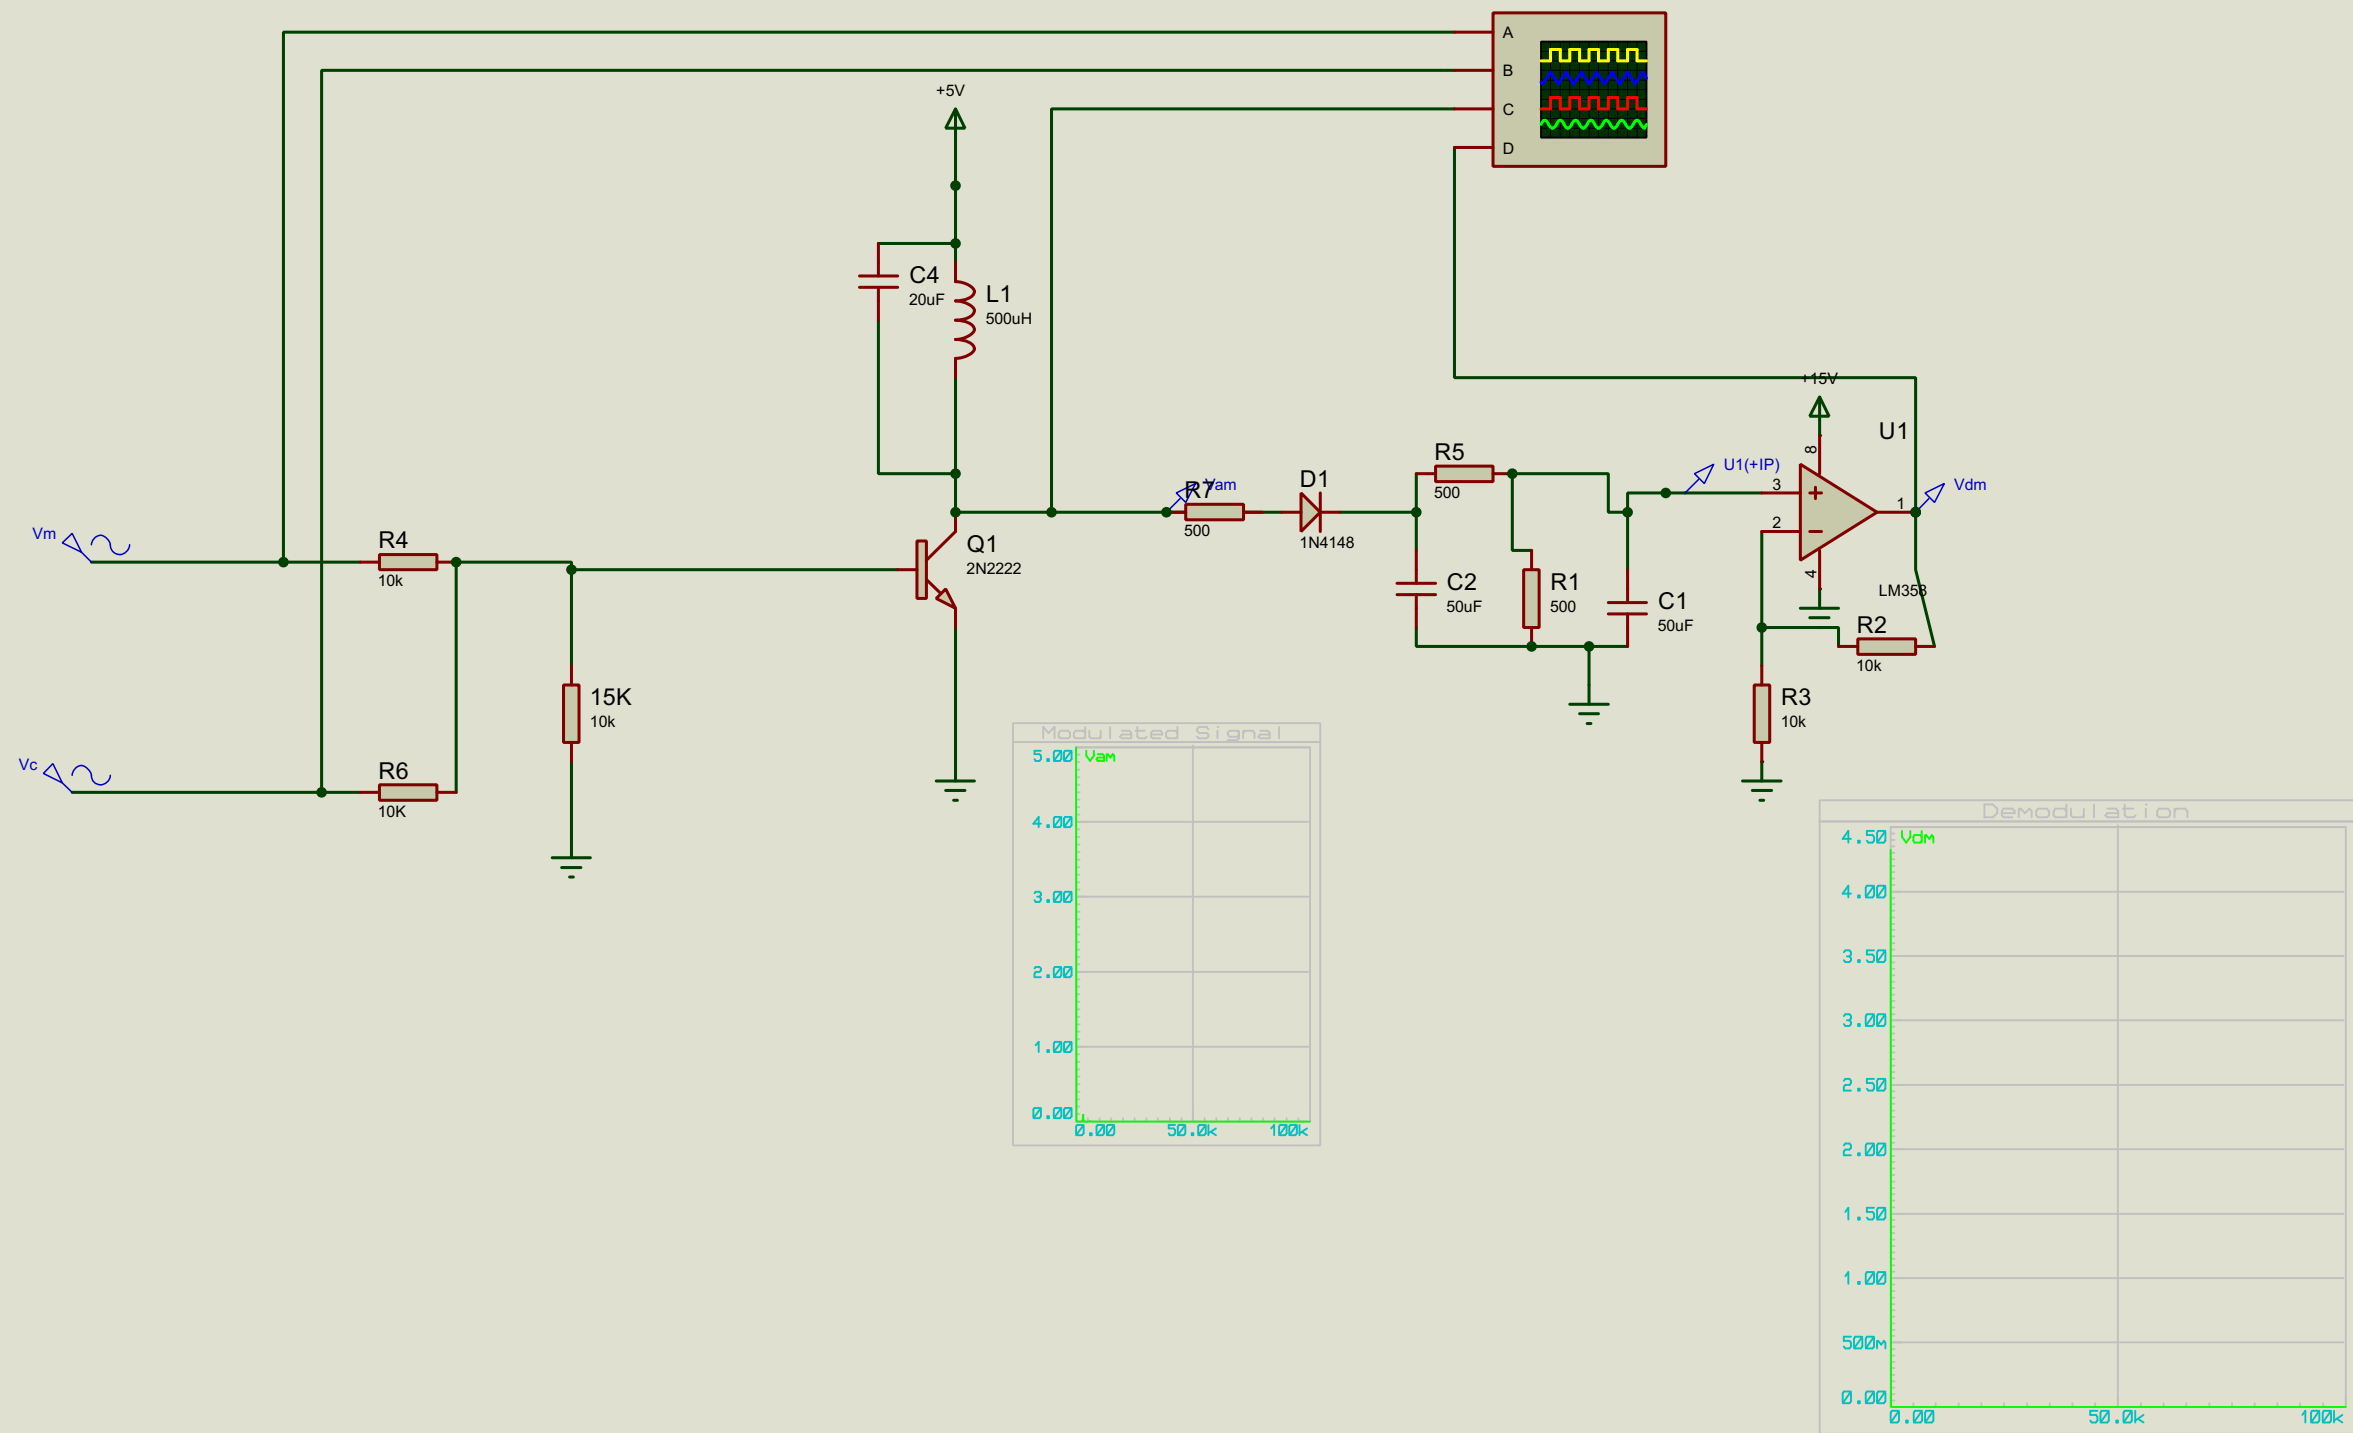 A
B
+5V
C
D
C4
20uF
L1
500uH
+15V
U1
8
R5
500
U1(+IP)
3
Vam
R7
500
D1
1N4148
1
Vdm
2
Vm
R4
10k
Q1
2N2222
4
LM358
C2
50uF
R1
500
C1
50uF
R2
10k
15K
10k
R3
10k
Vc
R6
10K
Modulated Signal
5.00
Vam
4.00
3.00
2.00
1.00
0.00
0.00 50.0k 100k
Demodulation
4.50
Vdm
4.00
3.50
3.00
2.50
2.00
1.50
1.00
500m
0.00
0.00 50.0k 100k